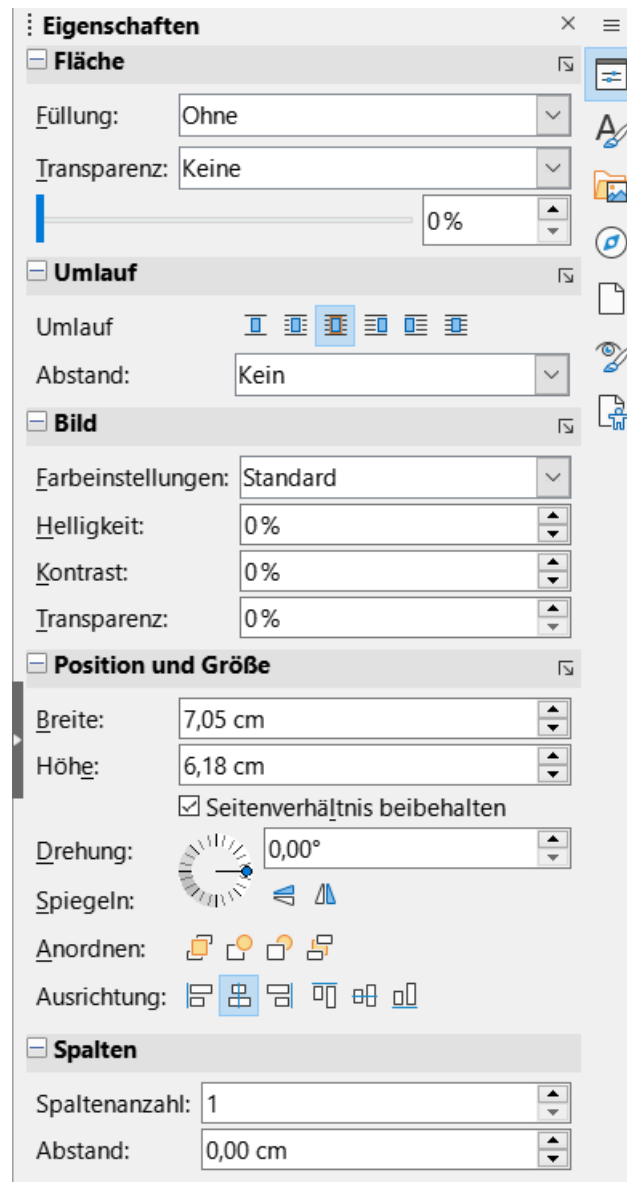 Eigenschaften
Fläche
Füllung: Ohne
Transparenz: Keine
0 %
Umlauf
Umlauf
Abstand: Kein
Bild
Farbeinstellungen: Standard
Helligkeit: 0 %
Kontrast: 0 %
Transparenz: 0 %
Position und Größe
Breite: 7,05 cm
Höhe: 6,18 cm
Seitenverhältnis beibehalten
Drehung: 0,00°
Spiegeln:
Anordnen:
Ausrichtung:
Spalten
Spaltenanzahl: 1
Abstand: 0,00 cm